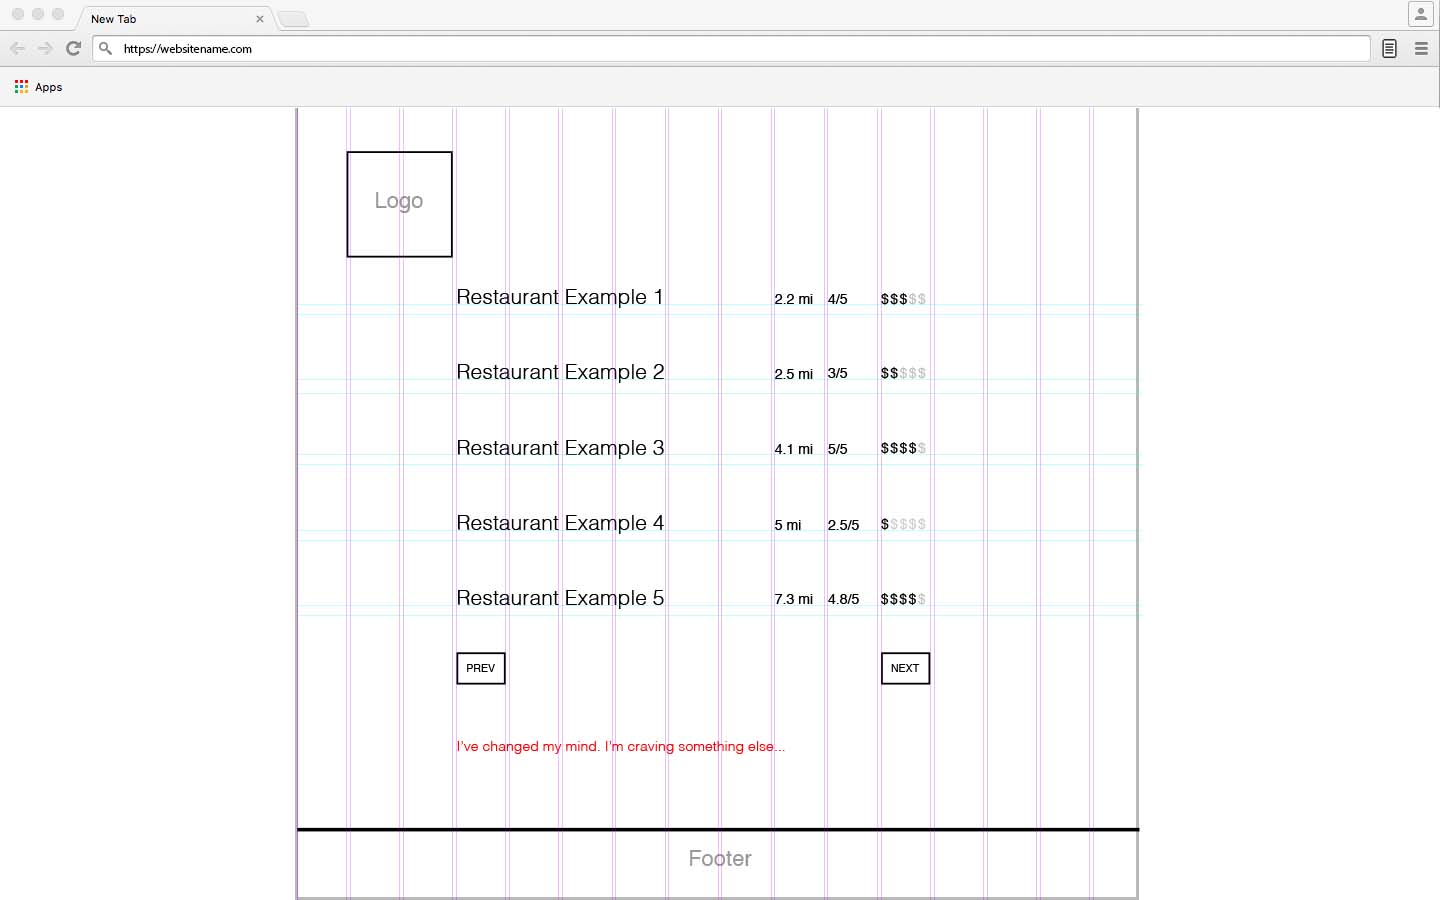 New Tab
https://websitename.com
Apps
Logo
Restaurant Example 1 2.2 mi 4/5 $$$$$
Restaurant Example 2 2.5 mi 3/5 $$$$$
Restaurant Example 3 4.1 mi 5/5 $$$$$
Restaurant Example 4 5 mi 2.5/5 $$$$$
Restaurant Example 5 7.3 mi 4.8/5 $$$$$
PREV NEXT
I've changed my mind. I'm craving something else...
Footer